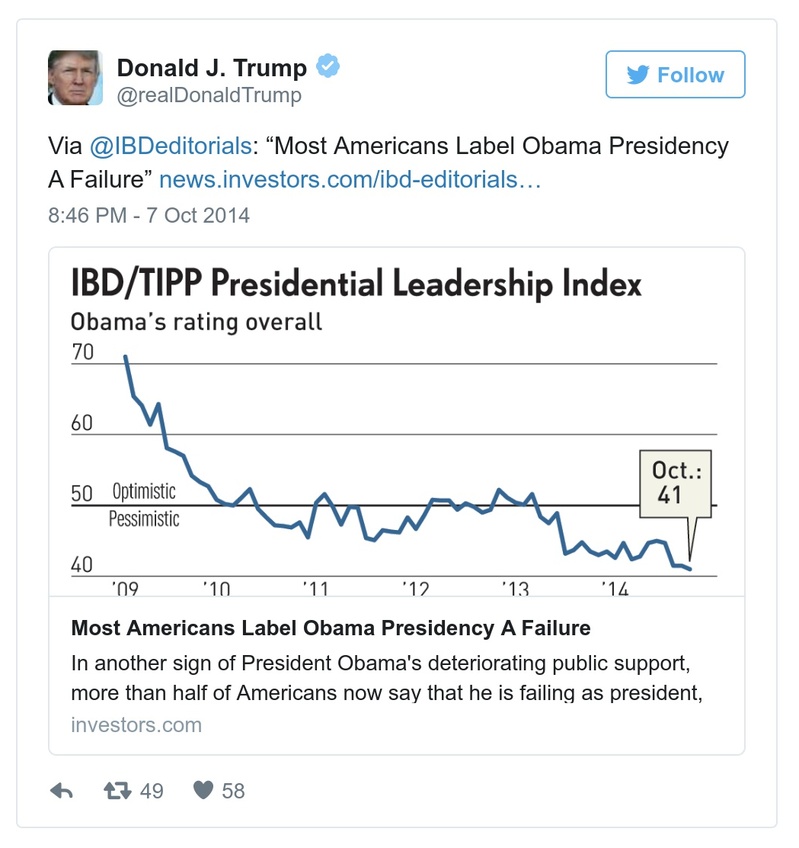 Donald J. Trump
@realDonaldTrump
Follow
Via @IBDeditorials: “Most Americans Label Obama Presidency
A Failure” news.investors.com/ibd-editorials…
8:46 PM - 7 Oct 2014
IBD/TIPP Presidential Leadership Index
Obama's rating overall
70
60
50
Optimistic
Pessimistic
40
Oct.:
41
'09 '10 '11 '12 '13 '14
Most Americans Label Obama Presidency A Failure
In another sign of President Obama's deteriorating public support,
more than half of Americans now say that he is failing as president,
investors.com
49 58